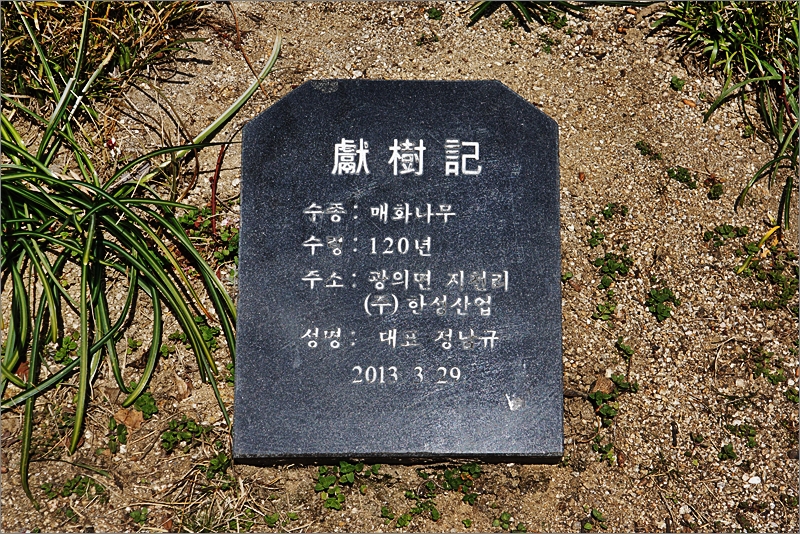 獻樹記
수종: 매화나무
수령: 120년
주소: 광의면 지천리
(주) 한성산업
성명: 대표 정남규
2013 3 29